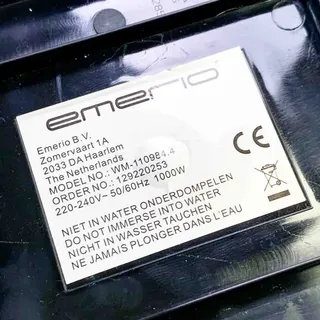 emerio
Emerio B.V.
Zomervaart 1A
2033 DA Haarlem
The Netherlands
MODEL NO.: WM-110984.4
ORDER NO.: 129220253
220-240V~ 50/60Hz 1000W
CE
NIET IN WATER ONDERDOMPELEN
DO NOT IMMERSE INTO WATER
NICHT IN WASSER TAUCHEN
NE JAMAIS PLONGER DANS L'EAU